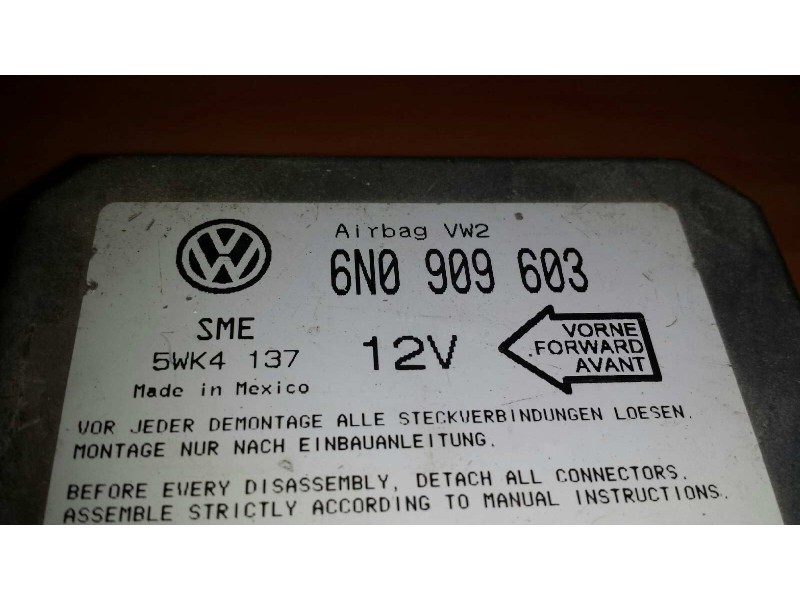 Airbag VW2
6N0 909 603
SME
5WK4 137
Made in Mexico
12V
VORNE
FORWARD
AVANT
VOR JEDER DEMONTAGE ALLE STECKVERBINDUNGEN LOESEN.
MONTAGE NUR NACH EINBAUANLEITUNG.
BEFORE EVERY DISASSEMBLY, DETACH ALL CONNECTORS.
ASSEMBLE STRICTLY ACCORDING TO MANUAL INSTRUCTIONS.